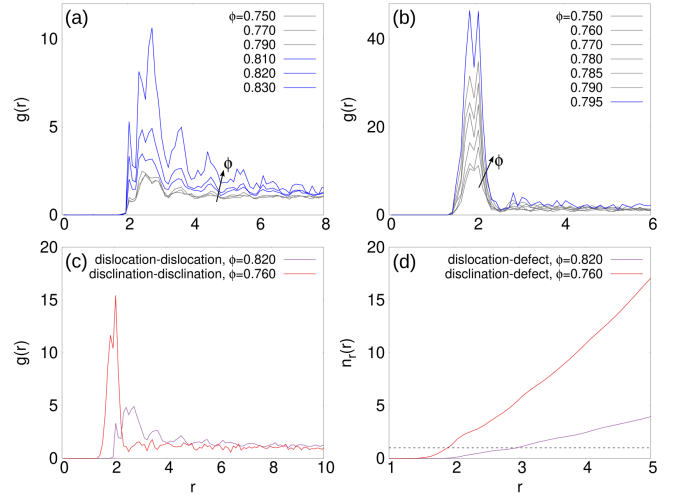 (a)
g(r)
10
5
0
ϕ=0.750
0.770
0.790
0.810
0.820
0.830
ϕ
0 2 4 6 8
(b)
g(r)
40
20
0
ϕ=0.750
0.760
0.770
0.780
0.785
0.790
0.795
ϕ
0 2 4 6
(c)
g(r)
20
15
10
5
0
dislocation-dislocation, ϕ=0.820
disclination-disclination, ϕ=0.760
0 2 4 6 8 10
r
(d)
nr(r)
20
15
10
5
0
dislocation-defect, ϕ=0.820
disclination-defect, ϕ=0.760
1 2 3 4 5
r